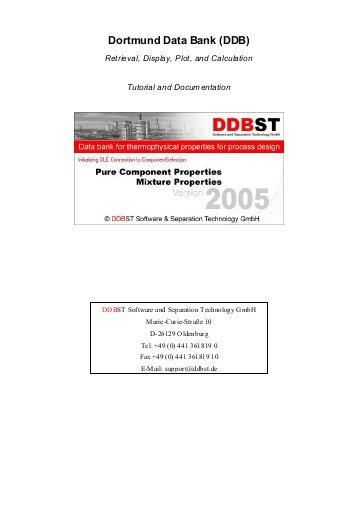 Dortmund Data Bank (DDB)
Retrieval, Display, Plot, and Calculation
Tutorial and Documentation
DDBST
Software and Separation Technology GmbH
Data bank for thermophysical properties for process design
Initializing OLE Connection to ComponentSelection
Pure Component Properties
Mixture Properties
Version 2005
© DDBST Software & Separation Technology GmbH
DDBST Software and Separation Technology GmbH
Marie-Curie-Straße 10
D-26129 Oldenburg
Tel. +49 (0) 441 361819 0
Fax +49 (0) 441 361819 10
E-Mail: support@ddbst.de